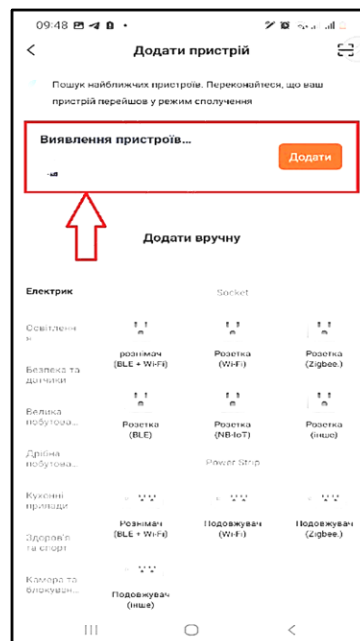 09:48
Додати пристрій
Пошук найближчих пристроїв. Переконайтеся, що ваш
пристрій перейшов у режим сполучення
Виявлення пристроїв...
Додати
Додати вручну
Електрик
Socket
Освітленн
я
рознімач
(BLE + Wi-Fi)
Розетка
(Wi-Fi)
Розетка
(Zigbee.)
Безпека та
датчики
Велика
побутова...
Розетка
(BLE)
Розетка
(NB-IoT)
Розетка
(інше)
Дрібна
побутова...
Power Strip
Кухонні
прилади
Рознімач
(BLE + Wi-Fi)
Подовжувач
(Wi-Fi)
Подовжувач
(Zigbee.)
Здоров'я
та спорт
Камера та
блокуван...
Подовжувач
(інше)